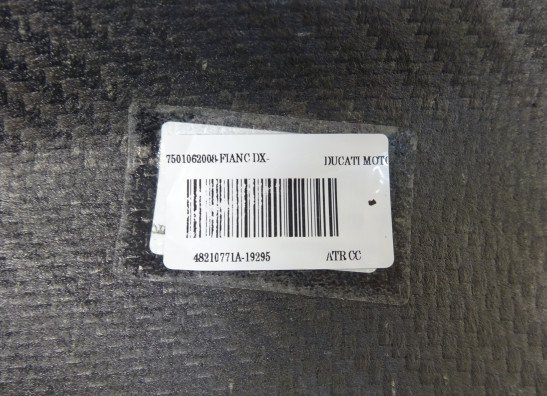 7501062008-FIANC DX- DUCATI MOTO
48210771A-19295 ATR CC